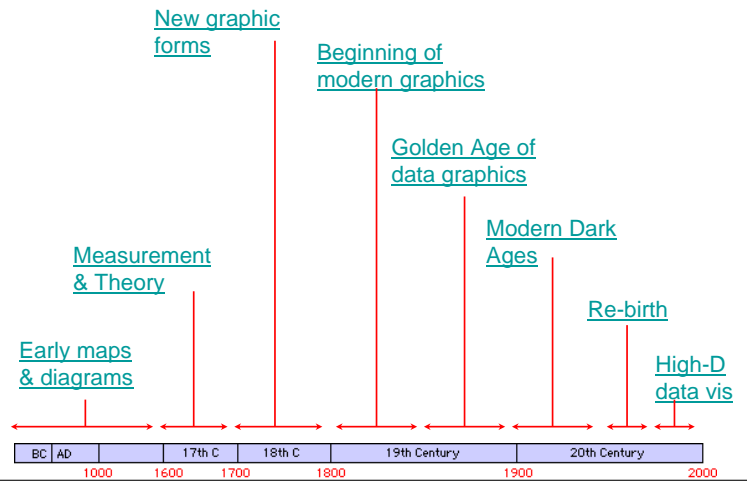 New graphic
forms
Beginning of
modern graphics
Golden Age of
data graphics
Measurement
& Theory
Modern Dark
Ages
Re-birth
Early maps
& diagrams
High-D
data vis
BC AD 17th C 18th C 19th Century 20th Century
1000 1600 1700 1800 1900 2000